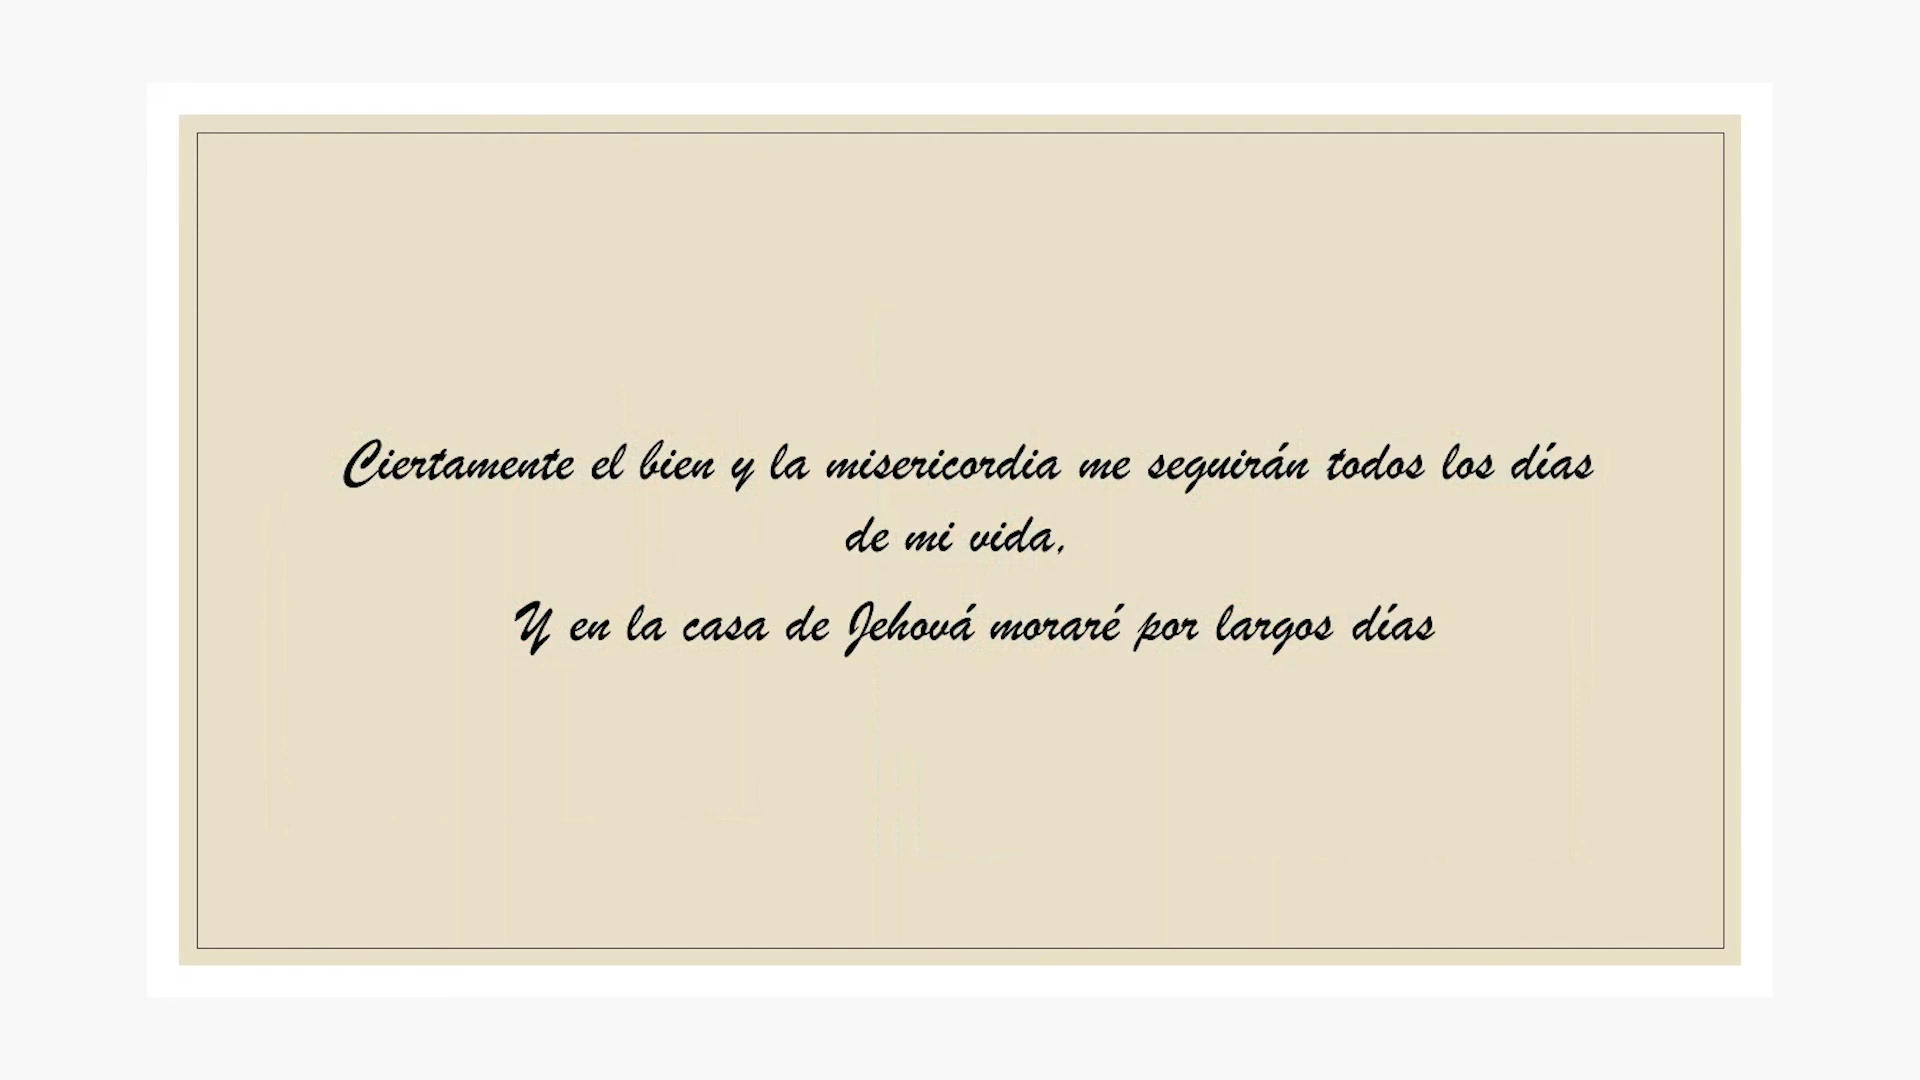 Ciertamente el bien y la misericordia me seguirán todos los días
de mi vida,
Y en la casa de Jehová moraré por largos días